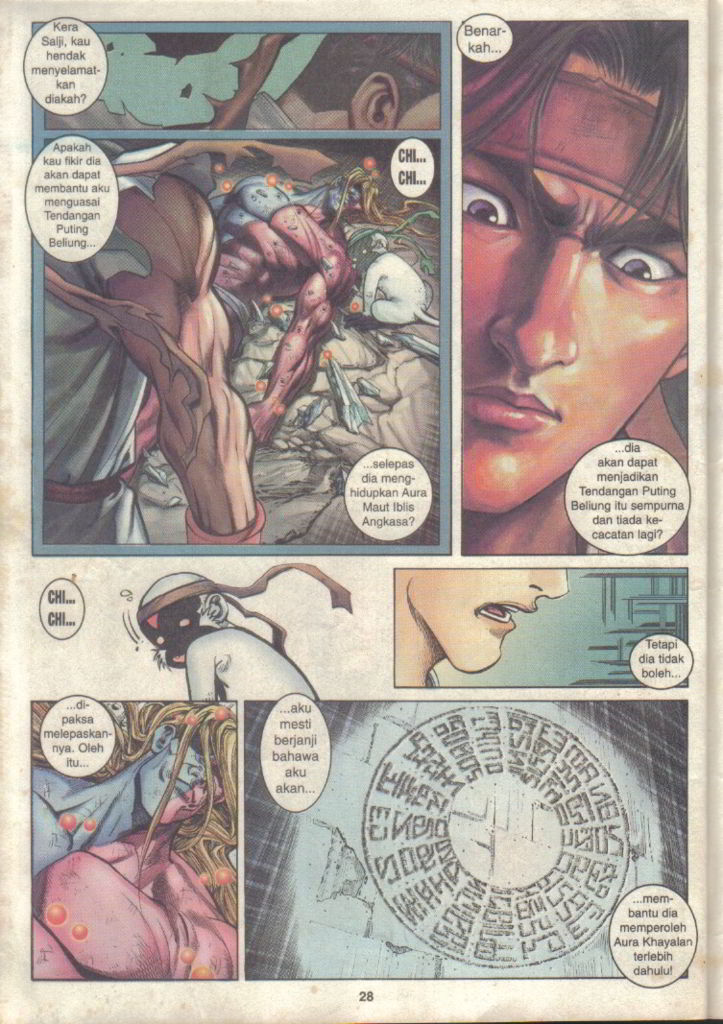 Kera
Salji, kau
hendak
menyelamat-
kan
diakah?
Apakah
kau fikir dia
akan dapat
membantu aku
menguasai
Tendangan
Puting
Beliung...
CHI...
CHI...
...selepas
dia meng-
hidupkan Aura
Maut Iblis
Angkasa?
Benar-
kah...
...dia
akan dapat
menjadikan
Tendangan Puting
Beliung itu sempurna
dan tiada ke-
cacatan lagi?
CHI...
CHI...
Tetapi
dia tidak
boleh...
...di-
paksa
melepaskan-
nya. Oleh
itu...
...aku
mesti
berjanji
bahawa
aku
akan...
...mem-
bantu dia
memperoleh
Aura Khayalan
terlebih
dahulu!
28